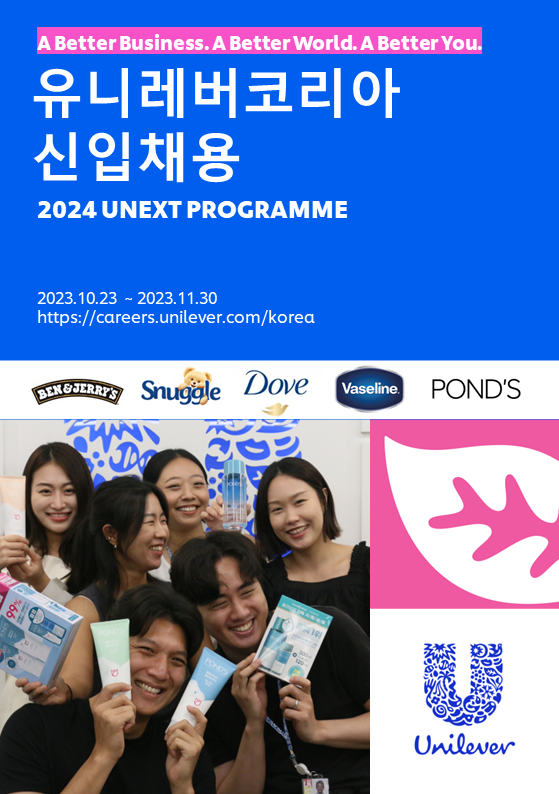 A Better Business. A Better World. A Better You.
유니레버코리아
신입채용
2024 UNEXT PROGRAMME
2023.10.23 ~ 2023.11.30
https://careers.unilever.com/korea
BEN & JERRY'S
Snuggle
Dove
Vaseline.
POND'S
POND'S
99%
Unilever